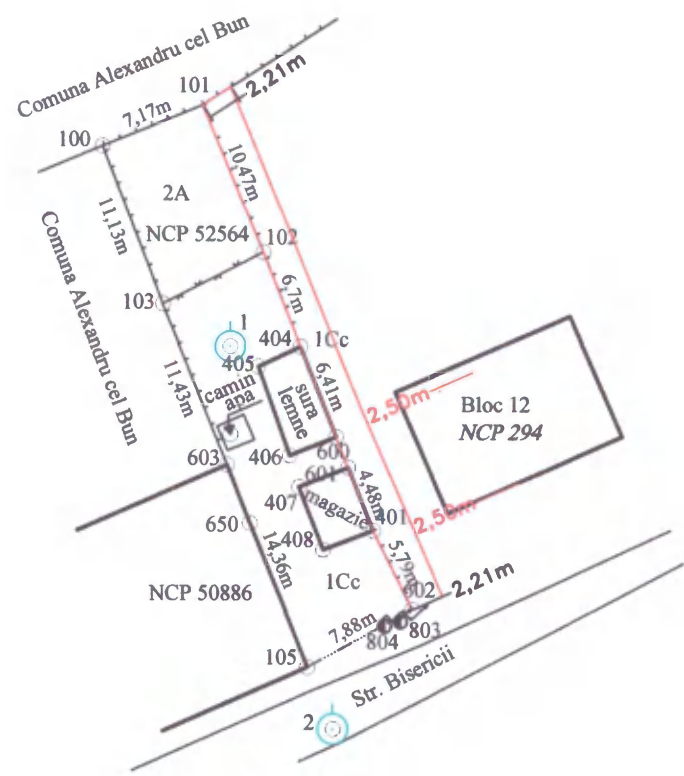 Comuna Alexandru cel Bun
101
2,21m
7,17m
100
10,47m
2A
NCP 52564
11,13m
102
Comuna Alexandru cel Bun
103
6,7m
1
404
1Cc
405
11,43m
camin
apa
sura
lemne
6,41m
2,50m
Bloc 12
NCP 294
406
600
603
601
4,48m
407
magazie
401
2,50m
650
408
14,36m
5,79m
1Cc
602
2,21m
NCP 50886
7,88m
803
804
105
Str. Bisericii
2